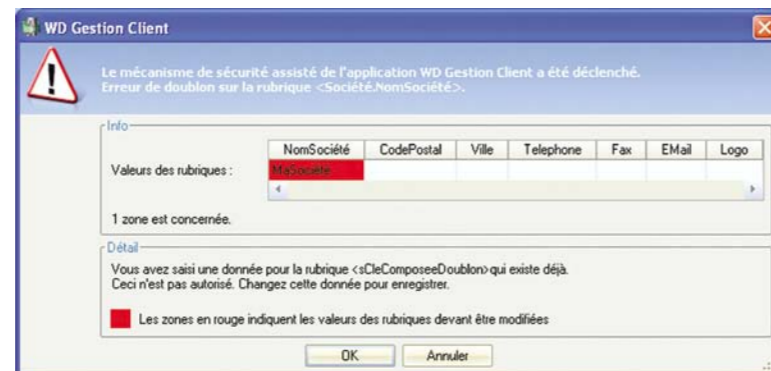 WD Gestion Client
Le mécanisme de sécurité assisté de l'application WD Gestion Client a été déclenché.
Erreur de doublon sur la rubrique <Société.NomSociété>.
Info
NomSociété CodePostal Ville Telephone Fax EMail Logo
Valeurs des rubriques : MaSociété
1 zone est concernée.
Détail
Vous avez saisi une donnée pour la rubrique <sCleComposeeDoublon> qui existe déjà.
Ceci n'est pas autorisé. Changez cette donnée pour enregistrer.
Les zones en rouge indiquent les valeurs des rubriques devant être modifiées
OK Annuler